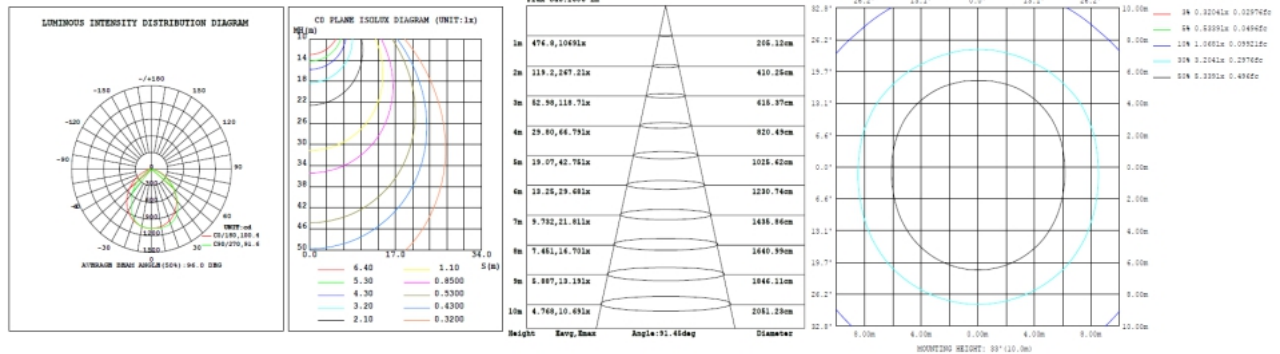 LUMINOUS INTENSITY DISTRIBUTION DIAGRAM
-/+180
-150
150
-120
120
-90
90
60
-30
30
0
UNIT:cd
C0/180,100.4
C90/270,91.6
AVERAGE BEAM ANGLE(50%):96.0 DEG
C0 PLANE ISOLUX DIAGRAM (UNIT:lx)
MH(m)
10
14
18
22
26
30
34
38
42
46
50
0.0
17.0
34.0
S(m)
6.40
1.10
5.30
0.8500
4.30
0.5300
3.20
0.4300
2.10
0.3200
1m 476.8,1069lx 205.12cm
2m 119.2,267.2lx 410.25cm
3m 52.98,118.7lx 615.37cm
4m 29.80,66.79lx 820.49cm
5m 19.07,42.75lx 1025.62cm
6m 13.25,29.68lx 1230.74cm
7m 9.732,21.81lx 1435.86cm
8m 7.451,16.70lx 1640.99cm
9m 5.887,13.19lx 1846.11cm
10m 4.768,10.69lx 2051.23cm
Height Eavg,Emax Angle:91.45deg Diameter
32.8' 10.00m
26.2' 8.00m
19.7' 6.00m
13.1' 4.00m
6.6' 2.00m
0.0' 0.00m
6.6' 2.00m
13.1' 4.00m
19.7' 6.00m
26.2' 8.00m
32.8' 10.00m
8.00m 4.00m 0.00m 4.00m 8.00m
MOUNTING HEIGHT: 33'(10.0m)
3% 0.3204lx 0.02976fc
5% 0.5339lx 0.0496fc
10% 1.068lx 0.09921fc
30% 3.204lx 0.2976fc
50% 5.339lx 0.496fc